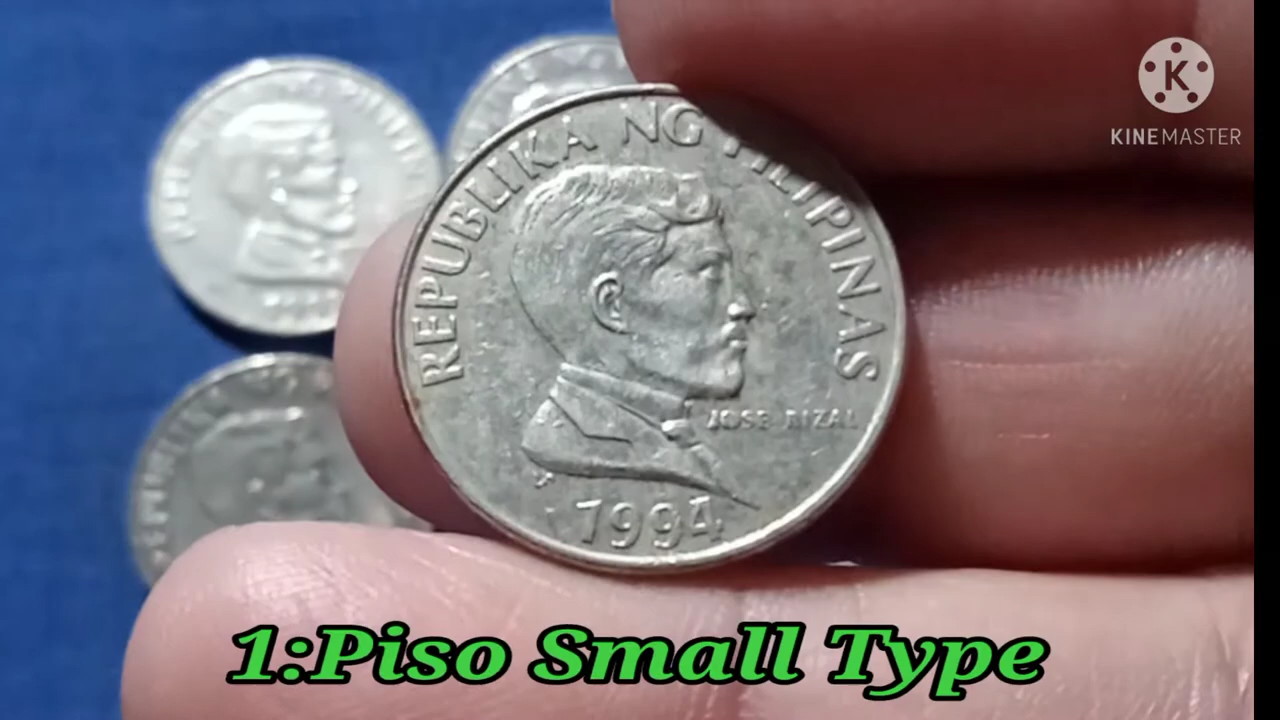 K
KINEMASTER
REPUBLIKA NG PILIPINAS
JOSE RIZAL
1994
1:Piso Small Type